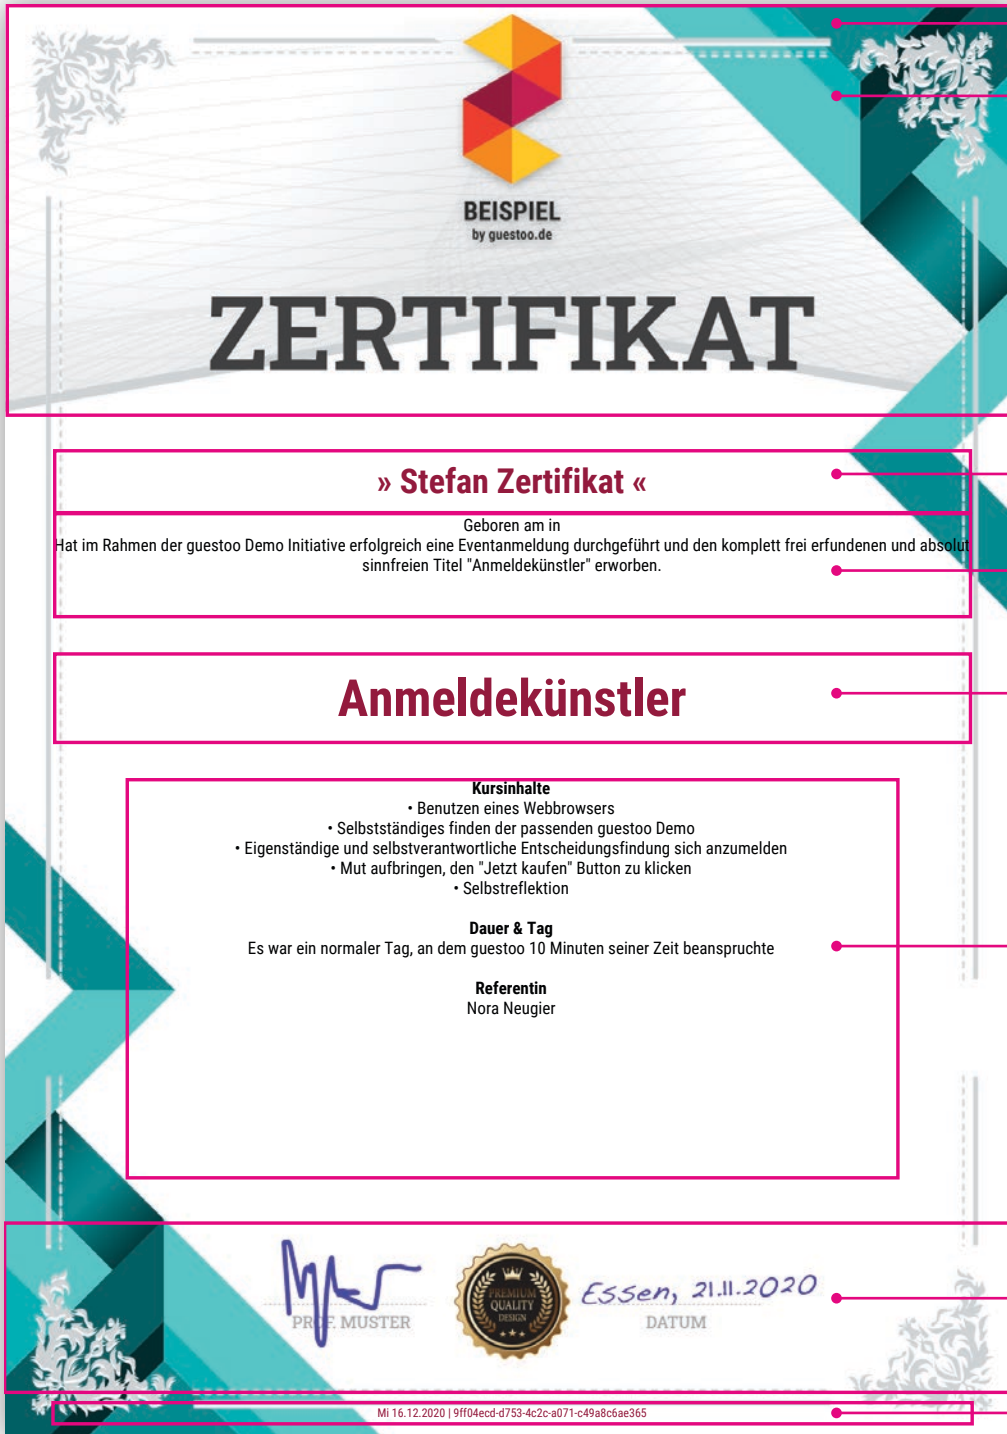 BEISPIEL
by guestoo.de
ZERTIFIKAT
» Stefan Zertifikat «
Geboren am in
Hat im Rahmen der guestoo Demo Initiative erfolgreich eine Eventanmeldung durchgeführt und den komplett frei erfundenen und absolut
sinnfreien Titel "Anmeldekünstler" erworben.
Anmeldekünstler
Kursinhalte
• Benutzen eines Webbrowsers
• Selbstständiges finden der passenden guestoo Demo
• Eigenständige und selbstverantwortliche Entscheidungsfindung sich anzumelden
• Mut aufbringen, den "Jetzt kaufen" Button zu klicken
• Selbstreflektion
Dauer & Tag
Es war ein normaler Tag, an dem guestoo 10 Minuten seiner Zeit beanspruchte
Referentin
Nora Neugier
Essen, 21.11.2020
PROF. MUSTER
PREMIUM
QUALITY
DESIGN
DATUM
Mi 16.12.2020 | 9ff04ecd-d753-4c2c-a071-c49a8c6ae365